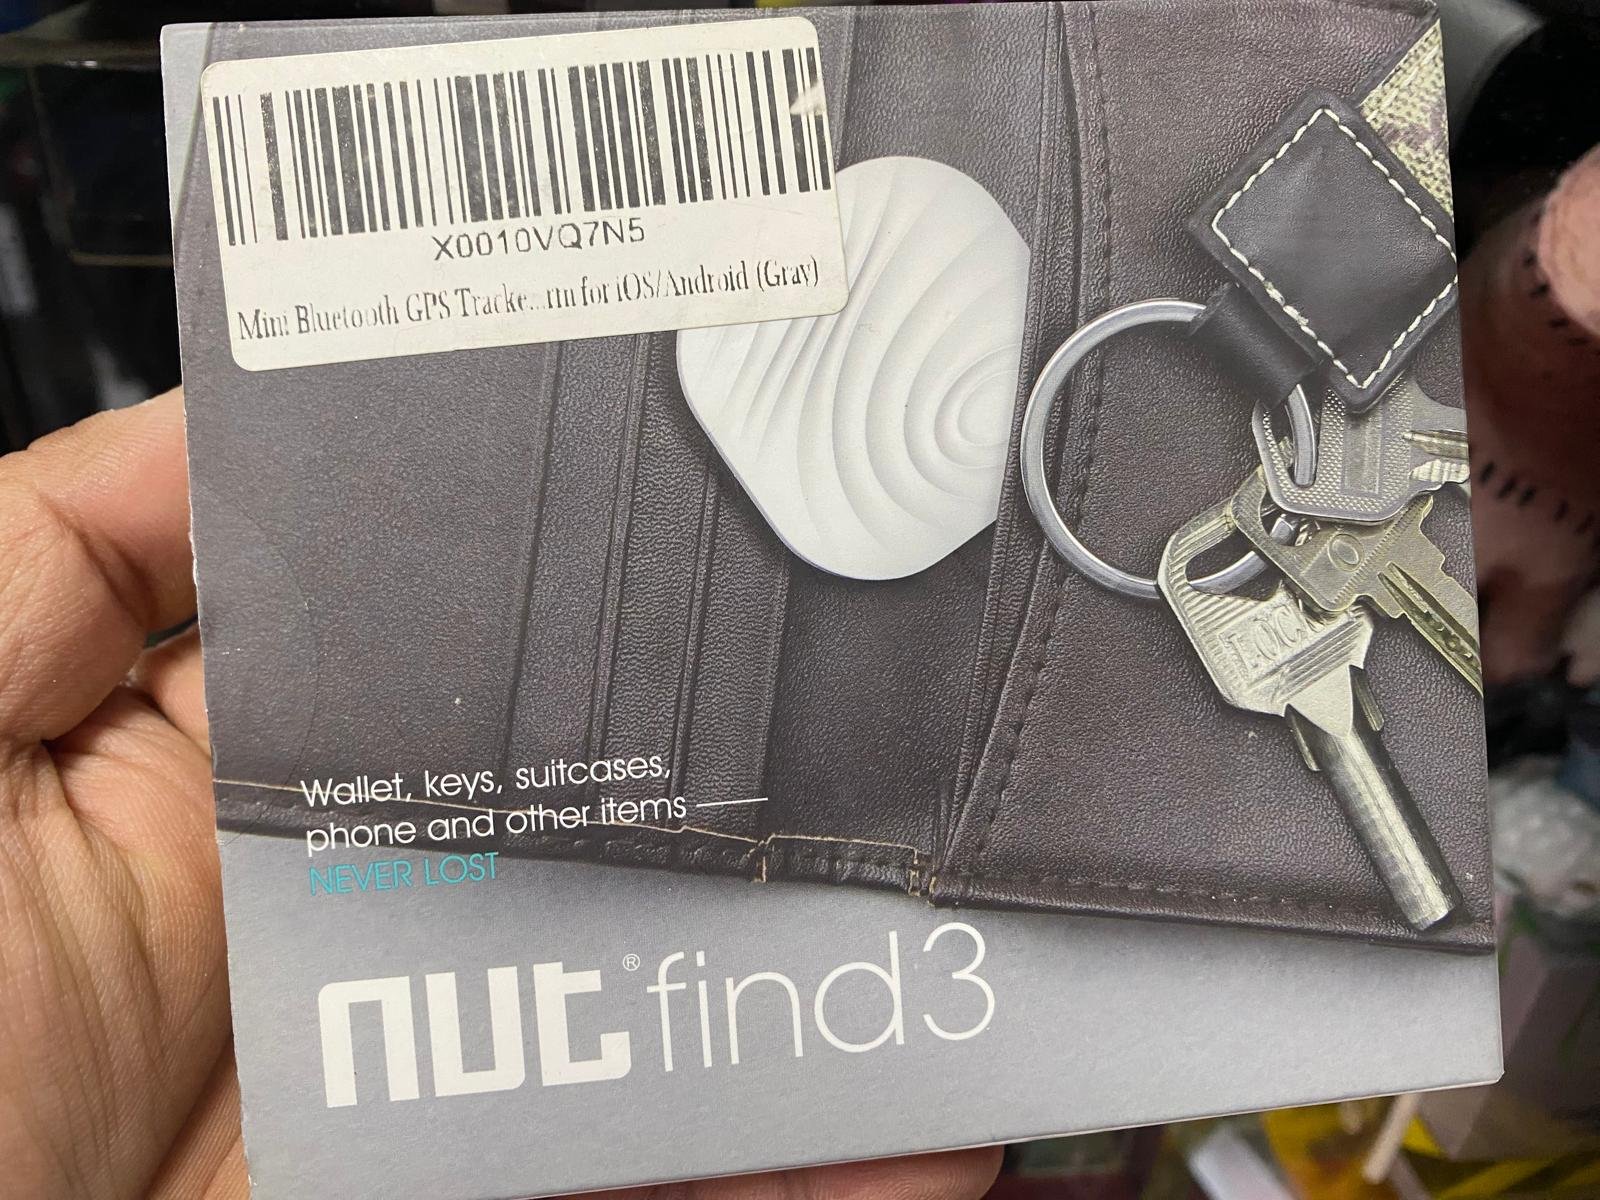 X0010VQ7N5
Mini Bluetooth GPS Tracke...rm for iOS/Android (Gray)
LOCK
Wallet, keys, suitcases,
phone and other items —
NEVER LOST
nut® find3